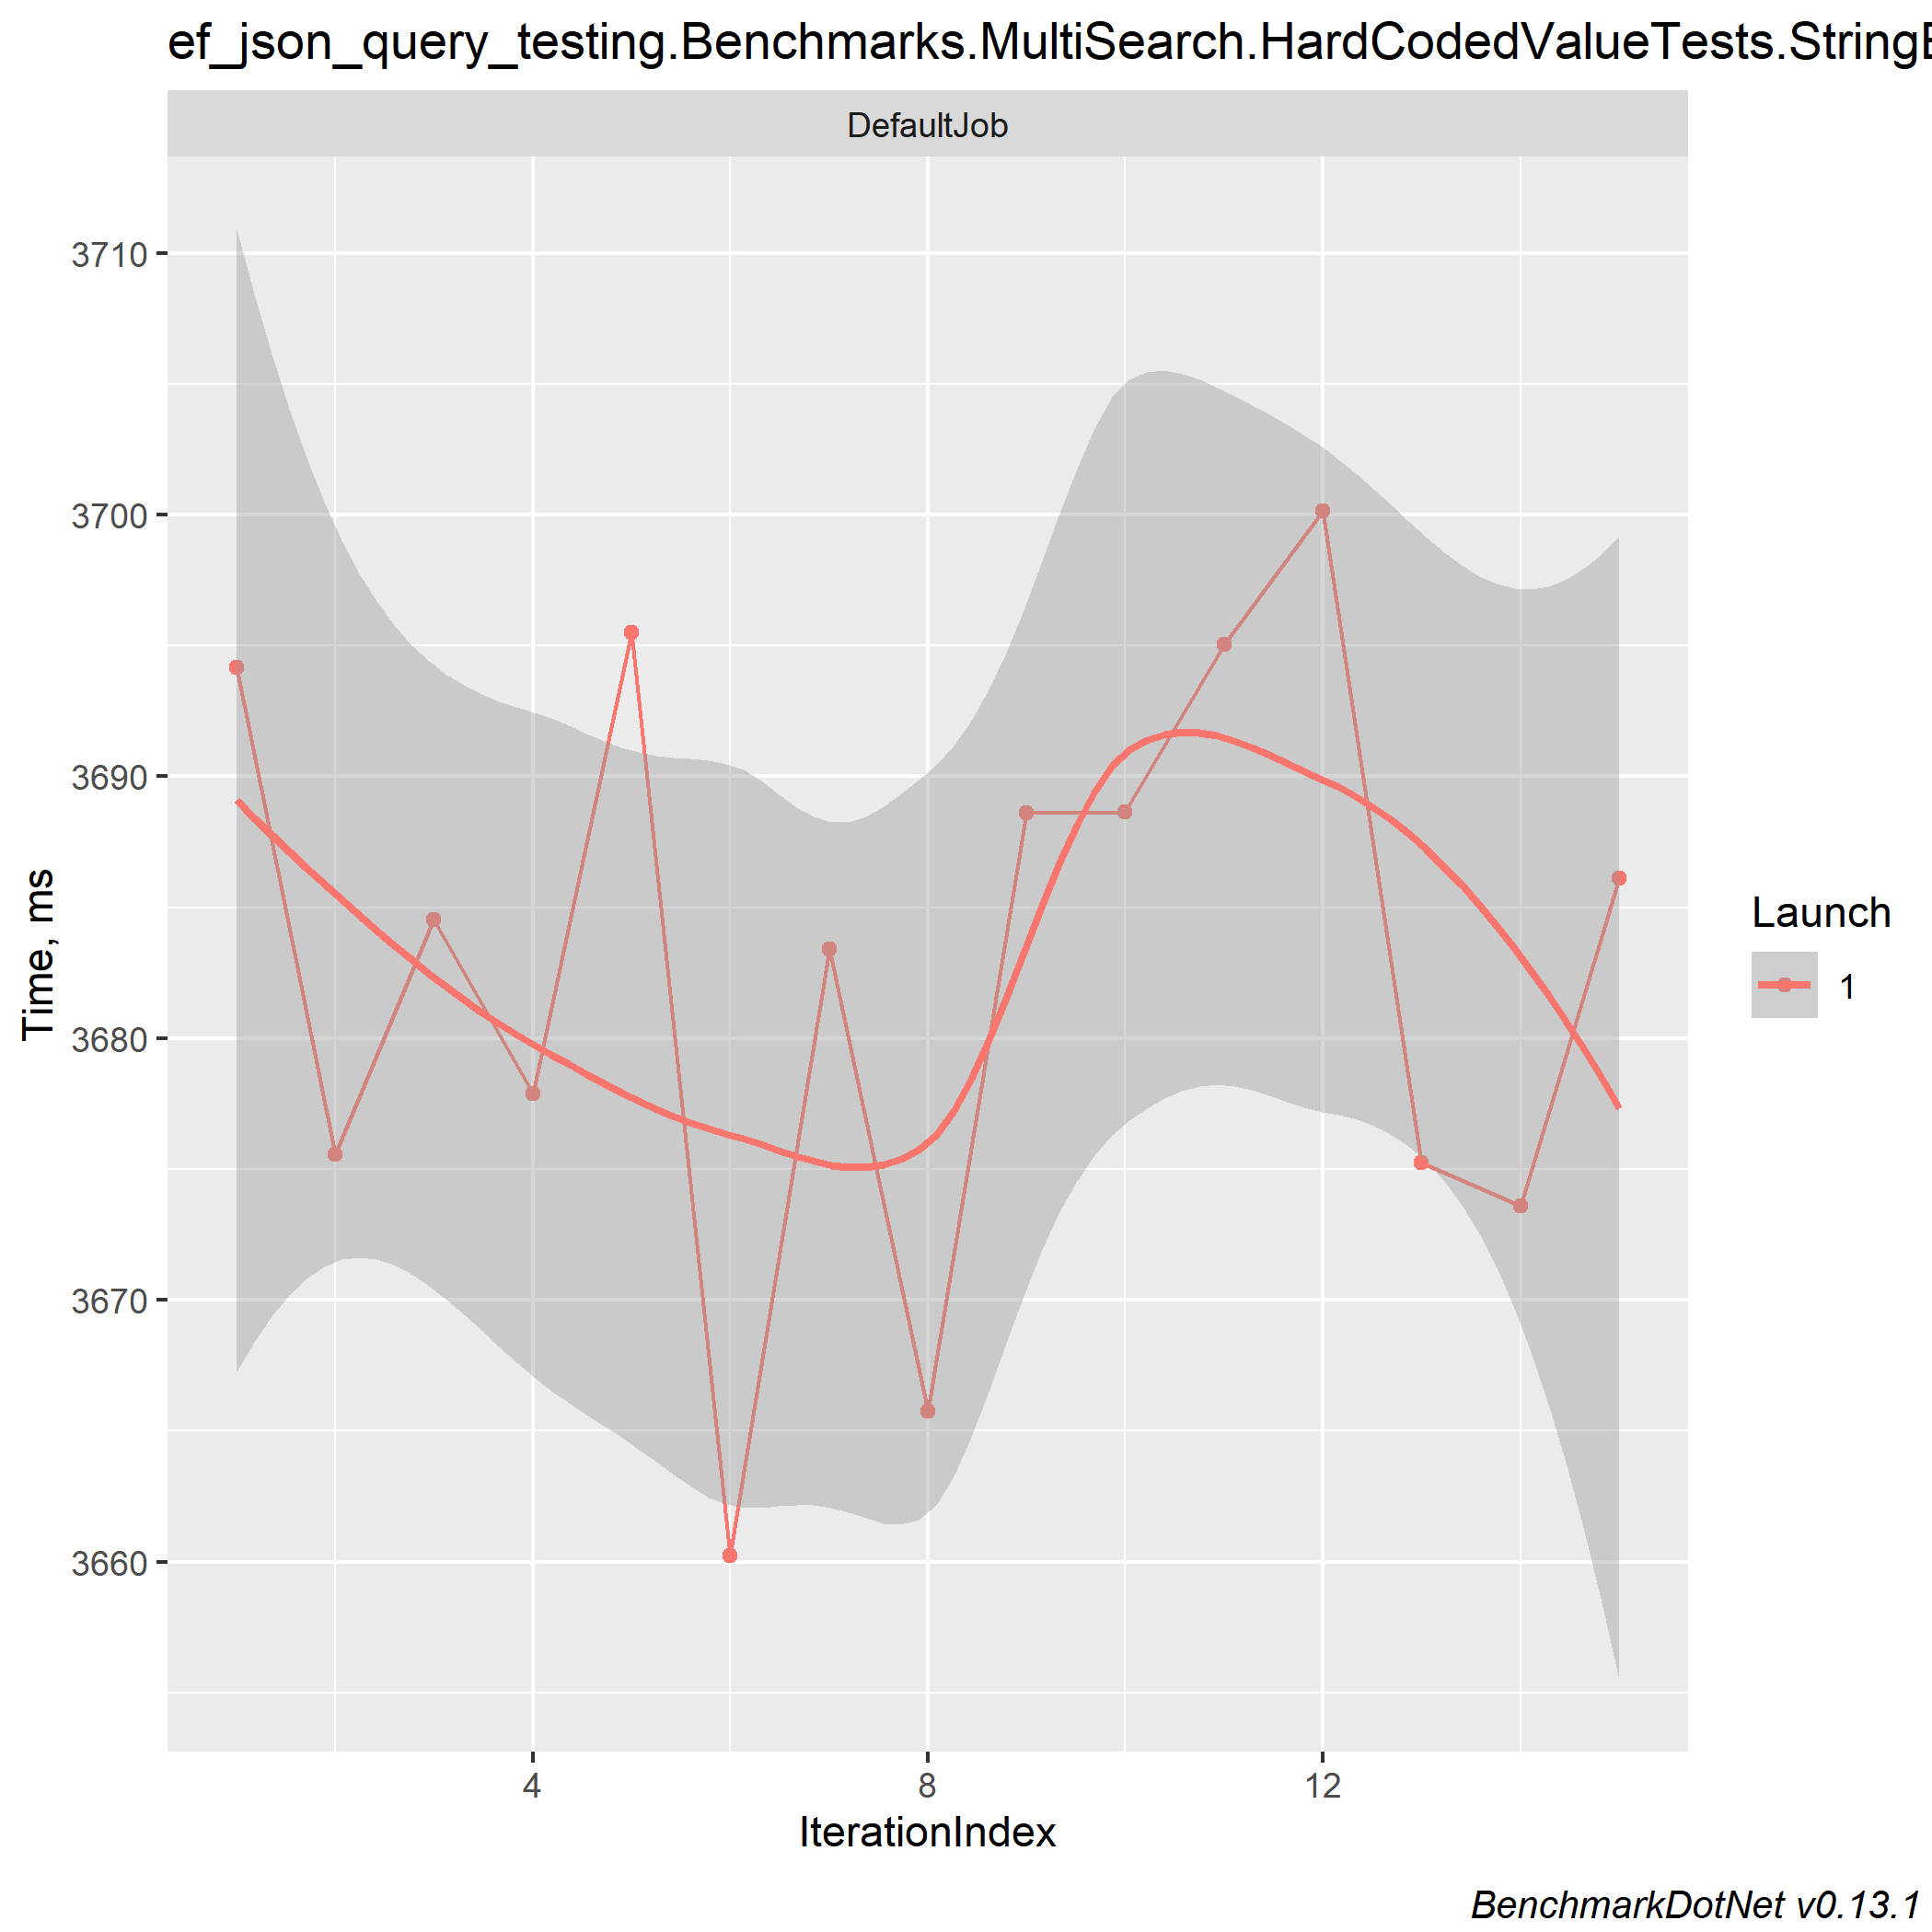 ef_json_query_testing.Benchmarks.MultiSearch.HardCodedValueTests.String
DefaultJob
3710
3700
3690
3680
3670
3660
Time, ms
4 8 12
IterationIndex
Launch
1
BenchmarkDotNet v0.13.1